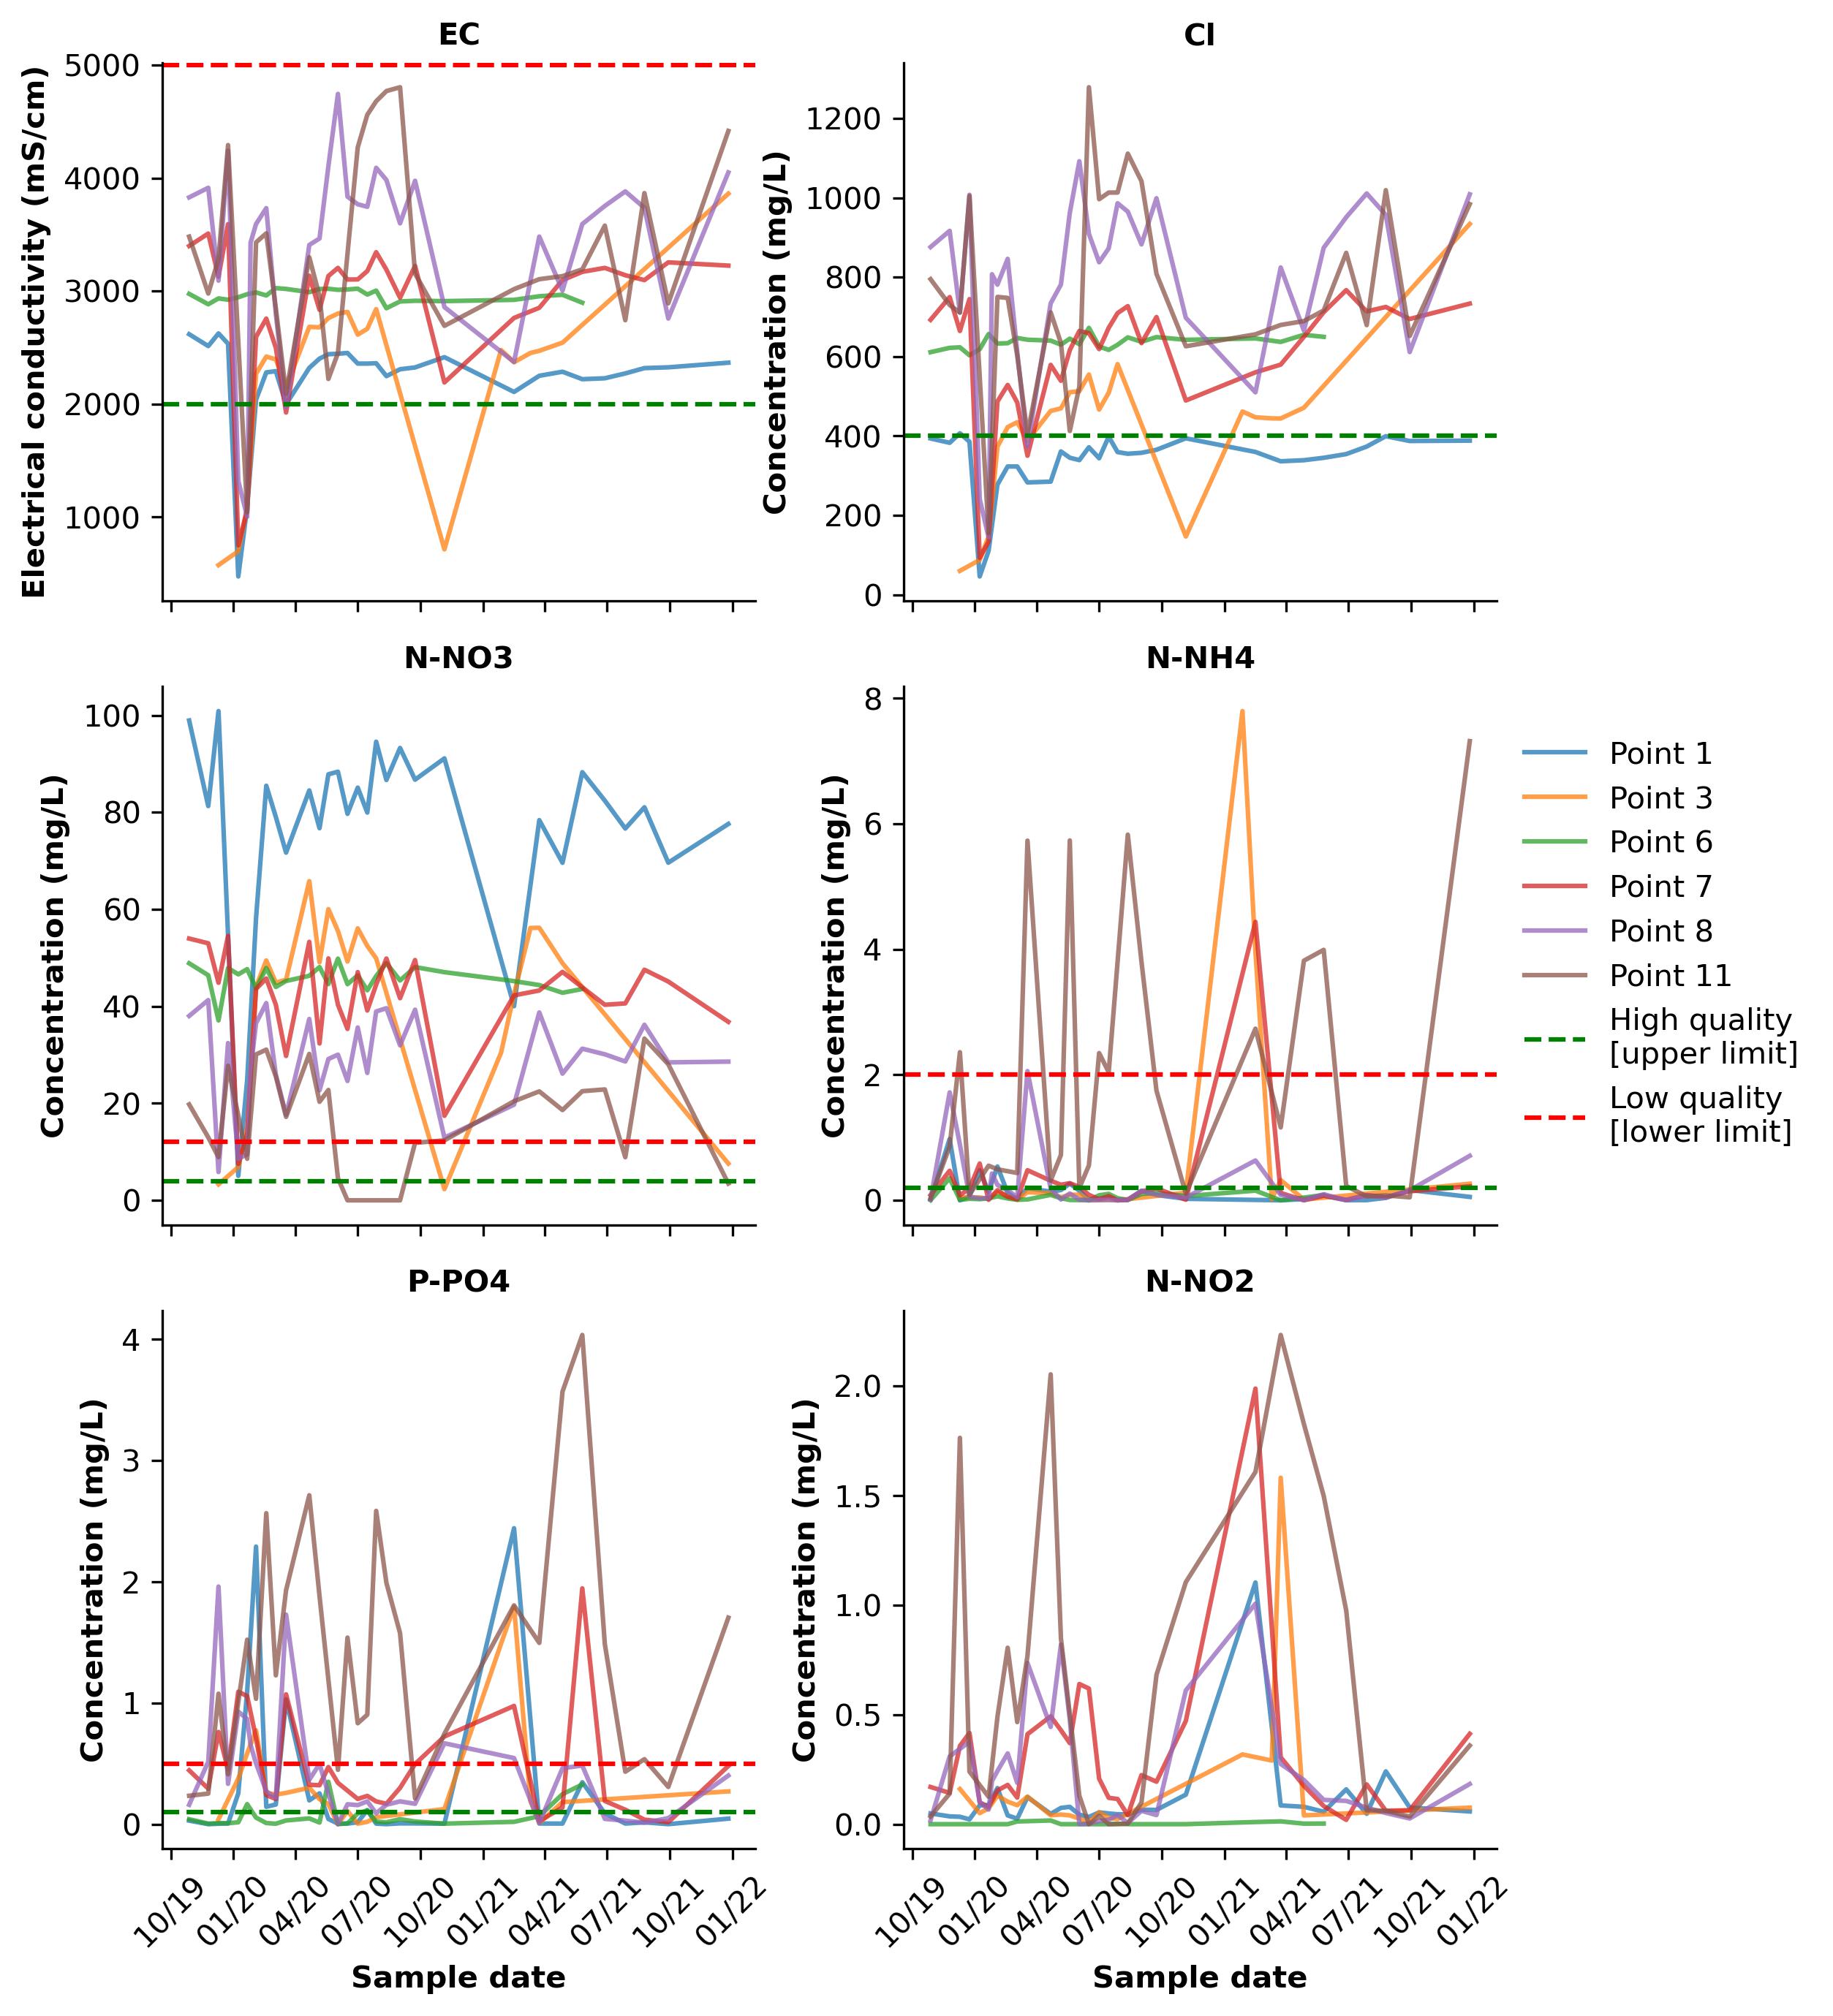 EC
Cl
Electrical conductivity (mS/cm)
5000
4000
3000
2000
1000
Concentration (mg/L)
1200
1000
800
600
400
200
0
N-NO3
N-NH4
Concentration (mg/L)
100
80
60
40
20
0
Concentration (mg/L)
8
6
4
2
0
Point 1
Point 3
Point 6
Point 7
Point 8
Point 11
High quality
[upper limit]
Low quality
[lower limit]
P-PO4
N-NO2
Concentration (mg/L)
4
3
2
1
0
Concentration (mg/L)
2.0
1.5
1.0
0.5
0.0
10/19
01/20
04/20
07/20
10/20
01/21
04/21
07/21
10/21
01/22
10/19
01/20
04/20
07/20
10/20
01/21
04/21
07/21
10/21
01/22
Sample date
Sample date